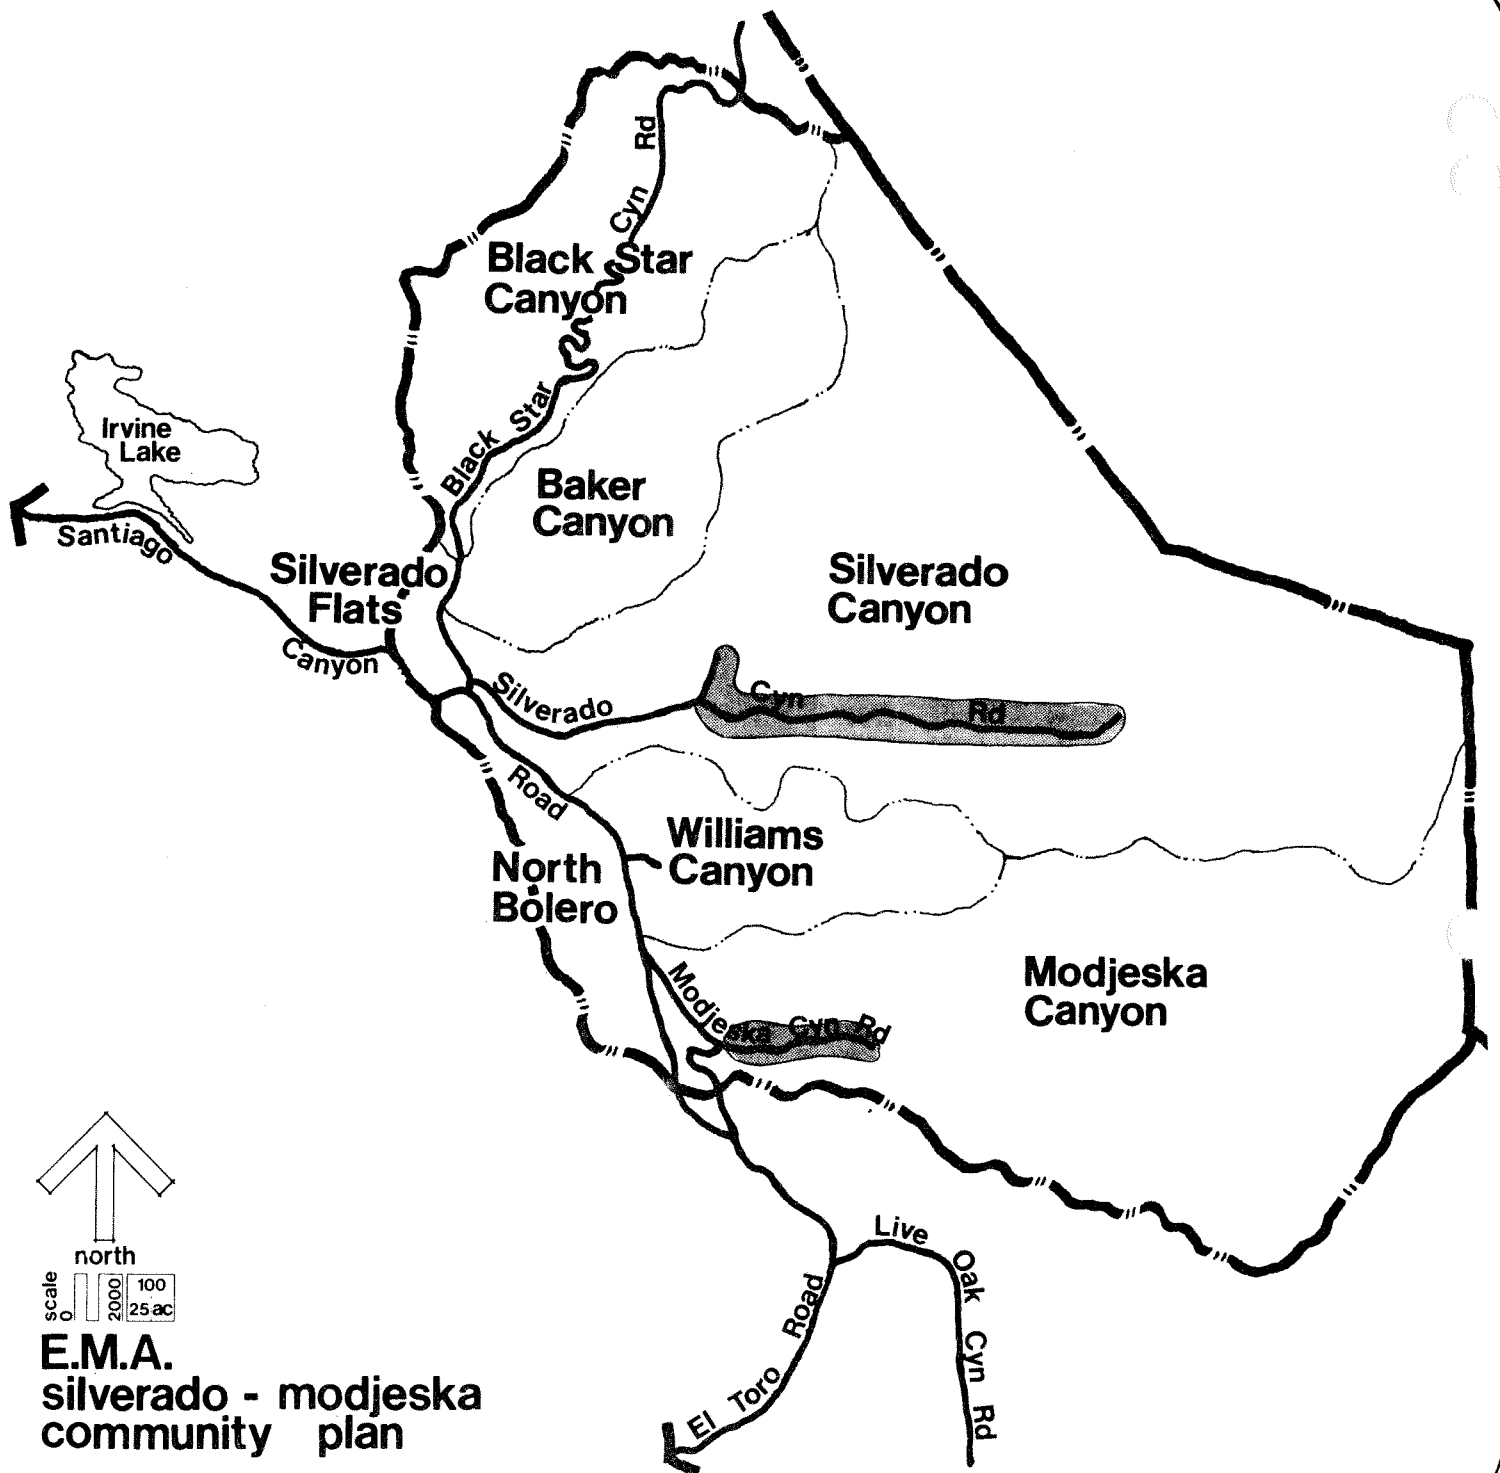 Rd
Cyn
Black Star
Canyon
Black Star
Irvine
Lake
Baker
Canyon
Santiago
Canyon
Road
Silverado
Flats
Silverado
Canyon
Silverado Cyn Rd
Williams
Canyon
North
Bolero
Modjeska
Canyon
Modjeska Cyn Rd
Live Oak Cyn Rd
El Toro Road
north
scale
0 2000
100
25 ac
E.M.A.
silverado - modjeska
community plan